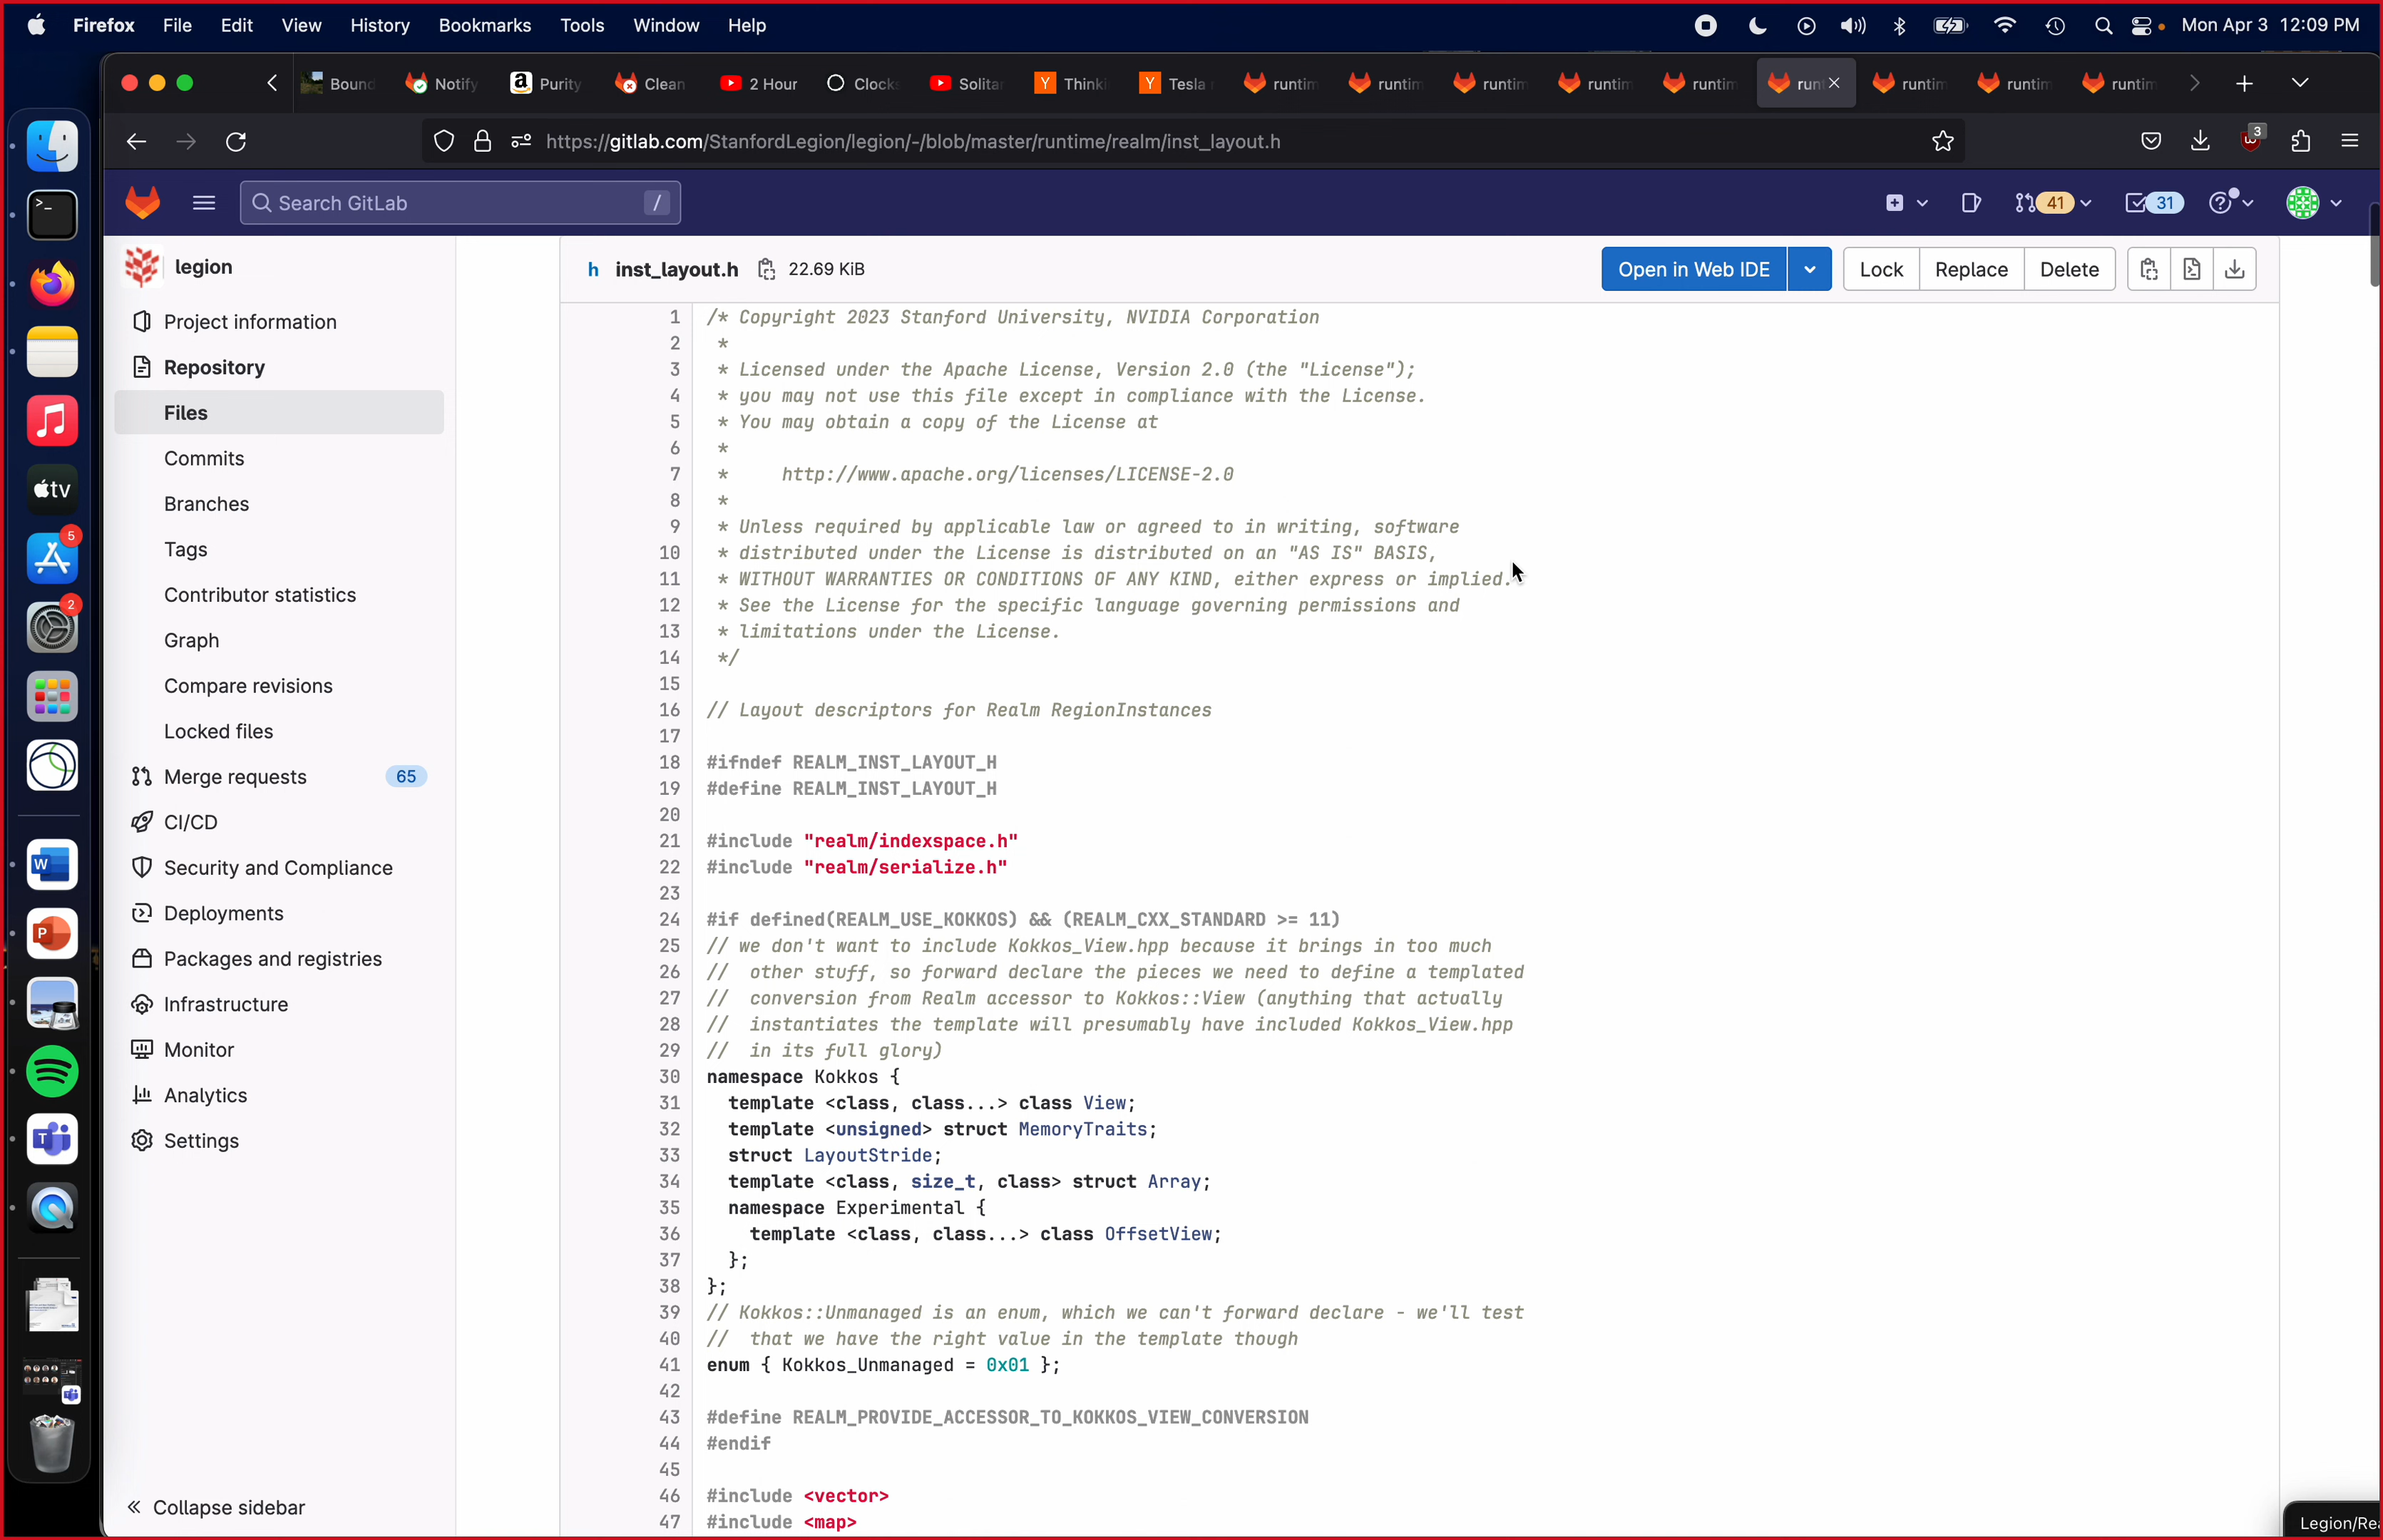 Firefox File Edit View History Bookmarks Tools Window Help Mon Apr 3 12:09 PM
Bound Notify Purity Clean 2 Hour Clock Solitar Think Tesla runtim runtim runtim runtim runtim run runtim runtim runtim
https://gitlab.com/StanfordLegion/legion/-/blob/master/runtime/realm/inst_layout.h
3
Search GitLab /
41 31
legion
Project information
Repository
Files
Commits
Branches
Tags
Contributor statistics
Graph
Compare revisions
Locked files
Merge requests 65
CI/CD
Security and Compliance
Deployments
Packages and registries
Infrastructure
Monitor
Analytics
Settings
Collapse sidebar
tv
5
2
W
P
T
h inst_layout.h 22.69 KiB
Open in Web IDE Lock Replace Delete
1 /* Copyright 2023 Stanford University, NVIDIA Corporation
2 *
3 * Licensed under the Apache License, Version 2.0 (the "License");
4 * you may not use this file except in compliance with the License.
5 * You may obtain a copy of the License at
6 *
7 *     http://www.apache.org/licenses/LICENSE-2.0
8 *
9 * Unless required by applicable law or agreed to in writing, software
10 * distributed under the License is distributed on an "AS IS" BASIS,
11 * WITHOUT WARRANTIES OR CONDITIONS OF ANY KIND, either express or implied.
12 * See the License for the specific language governing permissions and
13 * limitations under the License.
14 */
15
16 // Layout descriptors for Realm RegionInstances
17
18 #ifndef REALM_INST_LAYOUT_H
19 #define REALM_INST_LAYOUT_H
20
21 #include "realm/indexspace.h"
22 #include "realm/serialize.h"
23
24 #if defined(REALM_USE_KOKKOS) && (REALM_CXX_STANDARD >= 11)
25 // we don't want to include Kokkos_View.hpp because it brings in too much
26 //  other stuff, so forward declare the pieces we need to define a templated
27 //  conversion from Realm accessor to Kokkos::View (anything that actually
28 //  instantiates the template will presumably have included Kokkos_View.hpp
29 //  in its full glory)
30 namespace Kokkos {
31   template <class, class...> class View;
32   template <unsigned> struct MemoryTraits;
33   struct LayoutStride;
34   template <class, size_t, class> struct Array;
35   namespace Experimental {
36     template <class, class...> class OffsetView;
37   };
38 };
39 // Kokkos::Unmanaged is an enum, which we can't forward declare - we'll test
40 //  that we have the right value in the template though
41 enum { Kokkos_Unmanaged = 0x01 };
42
43 #define REALM_PROVIDE_ACCESSOR_TO_KOKKOS_VIEW_CONVERSION
44 #endif
45
46 #include <vector>
47 #include <map>
Legion/Rea